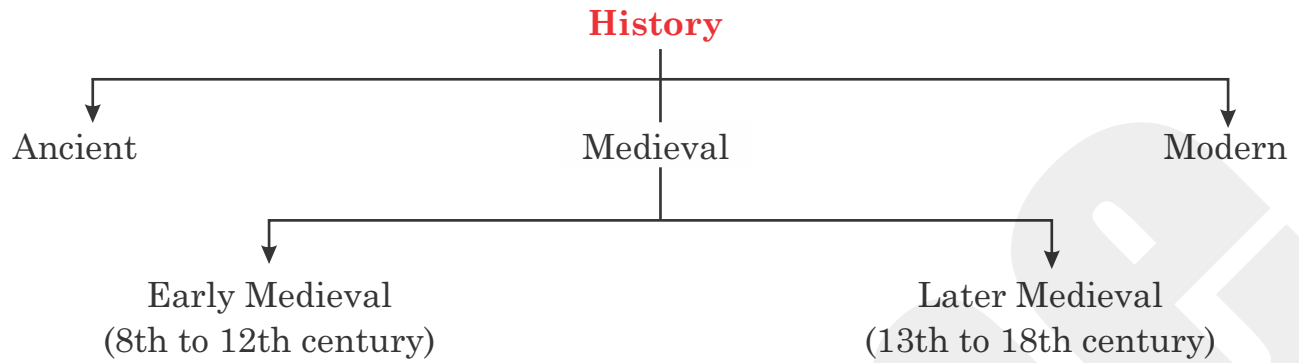 History
Ancient
Medieval
Modern
Early Medieval
(8th to 12th century)
Later Medieval
(13th to 18th century)